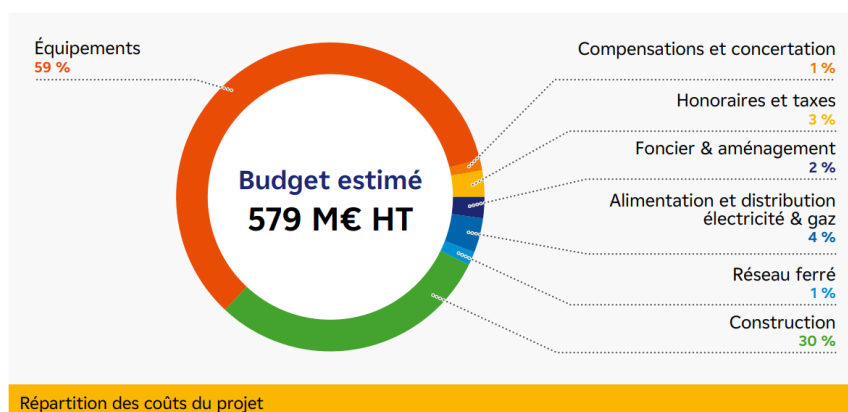 Équipements
59 %
Budget estimé
579 M€ HT
Compensations et concertation
1 %
Honoraires et taxes
3 %
Foncier & aménagement
2 %
Alimentation et distribution
électricité & gaz
4 %
Réseau ferré
1 %
Construction
30 %
Répartition des coûts du projet